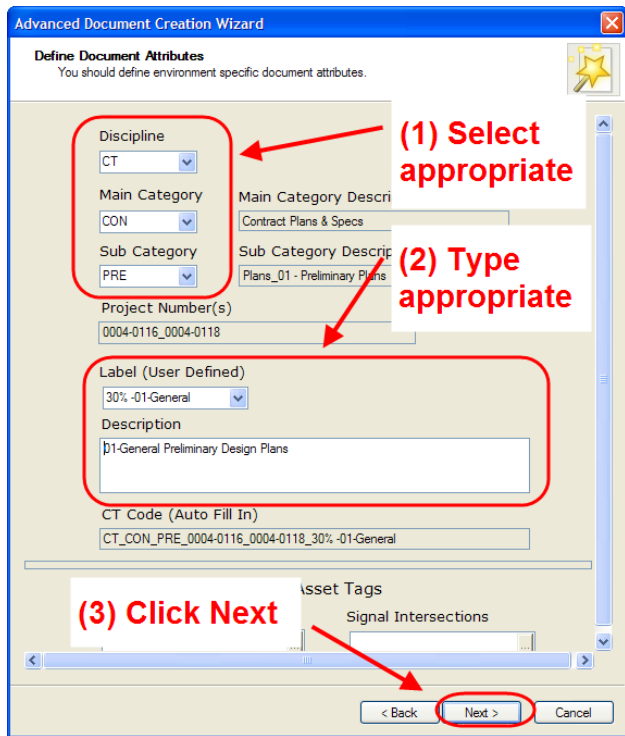 Advanced Document Creation Wizard
Define Document Attributes
You should define environment specific document attributes.
(1) Select
appropriate
Discipline
CT
Main Category
Main Category Descri
CON
Contract Plans & Specs
Sub Category
Sub Category Descrip
PRE
Plans_01 - Preliminary Plans
(2) Type
appropriate
Project Number(s)
0004-0116_0004-0118
Label (User Defined)
30% -01-General
Description
01-General Preliminary Design Plans
CT Code (Auto Fill In)
CT_CON_PRE_0004-0116_0004-0118_30% -01-General
Asset Tags
(3) Click Next
Signal Intersections
...
...
< Back
Next >
Cancel